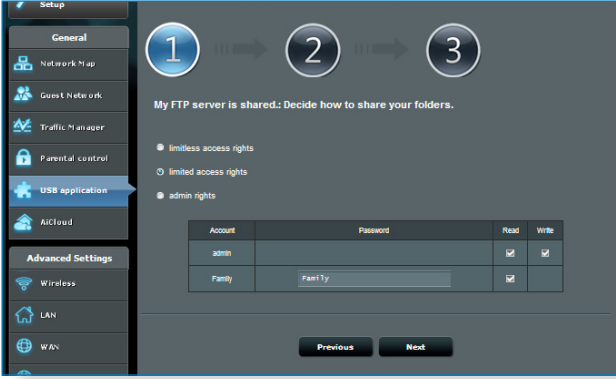 Setup
General
Network Map
Guest Network
Traffic Manager
Parental control
USB application
AiCloud
Advanced Settings
Wireless
LAN
WAN
1 2 3
My FTP server is shared.: Decide how to share your folders.
limitless access rights
limited access rights
admin rights
Account Password Read Write
admin
Family Family
Previous Next